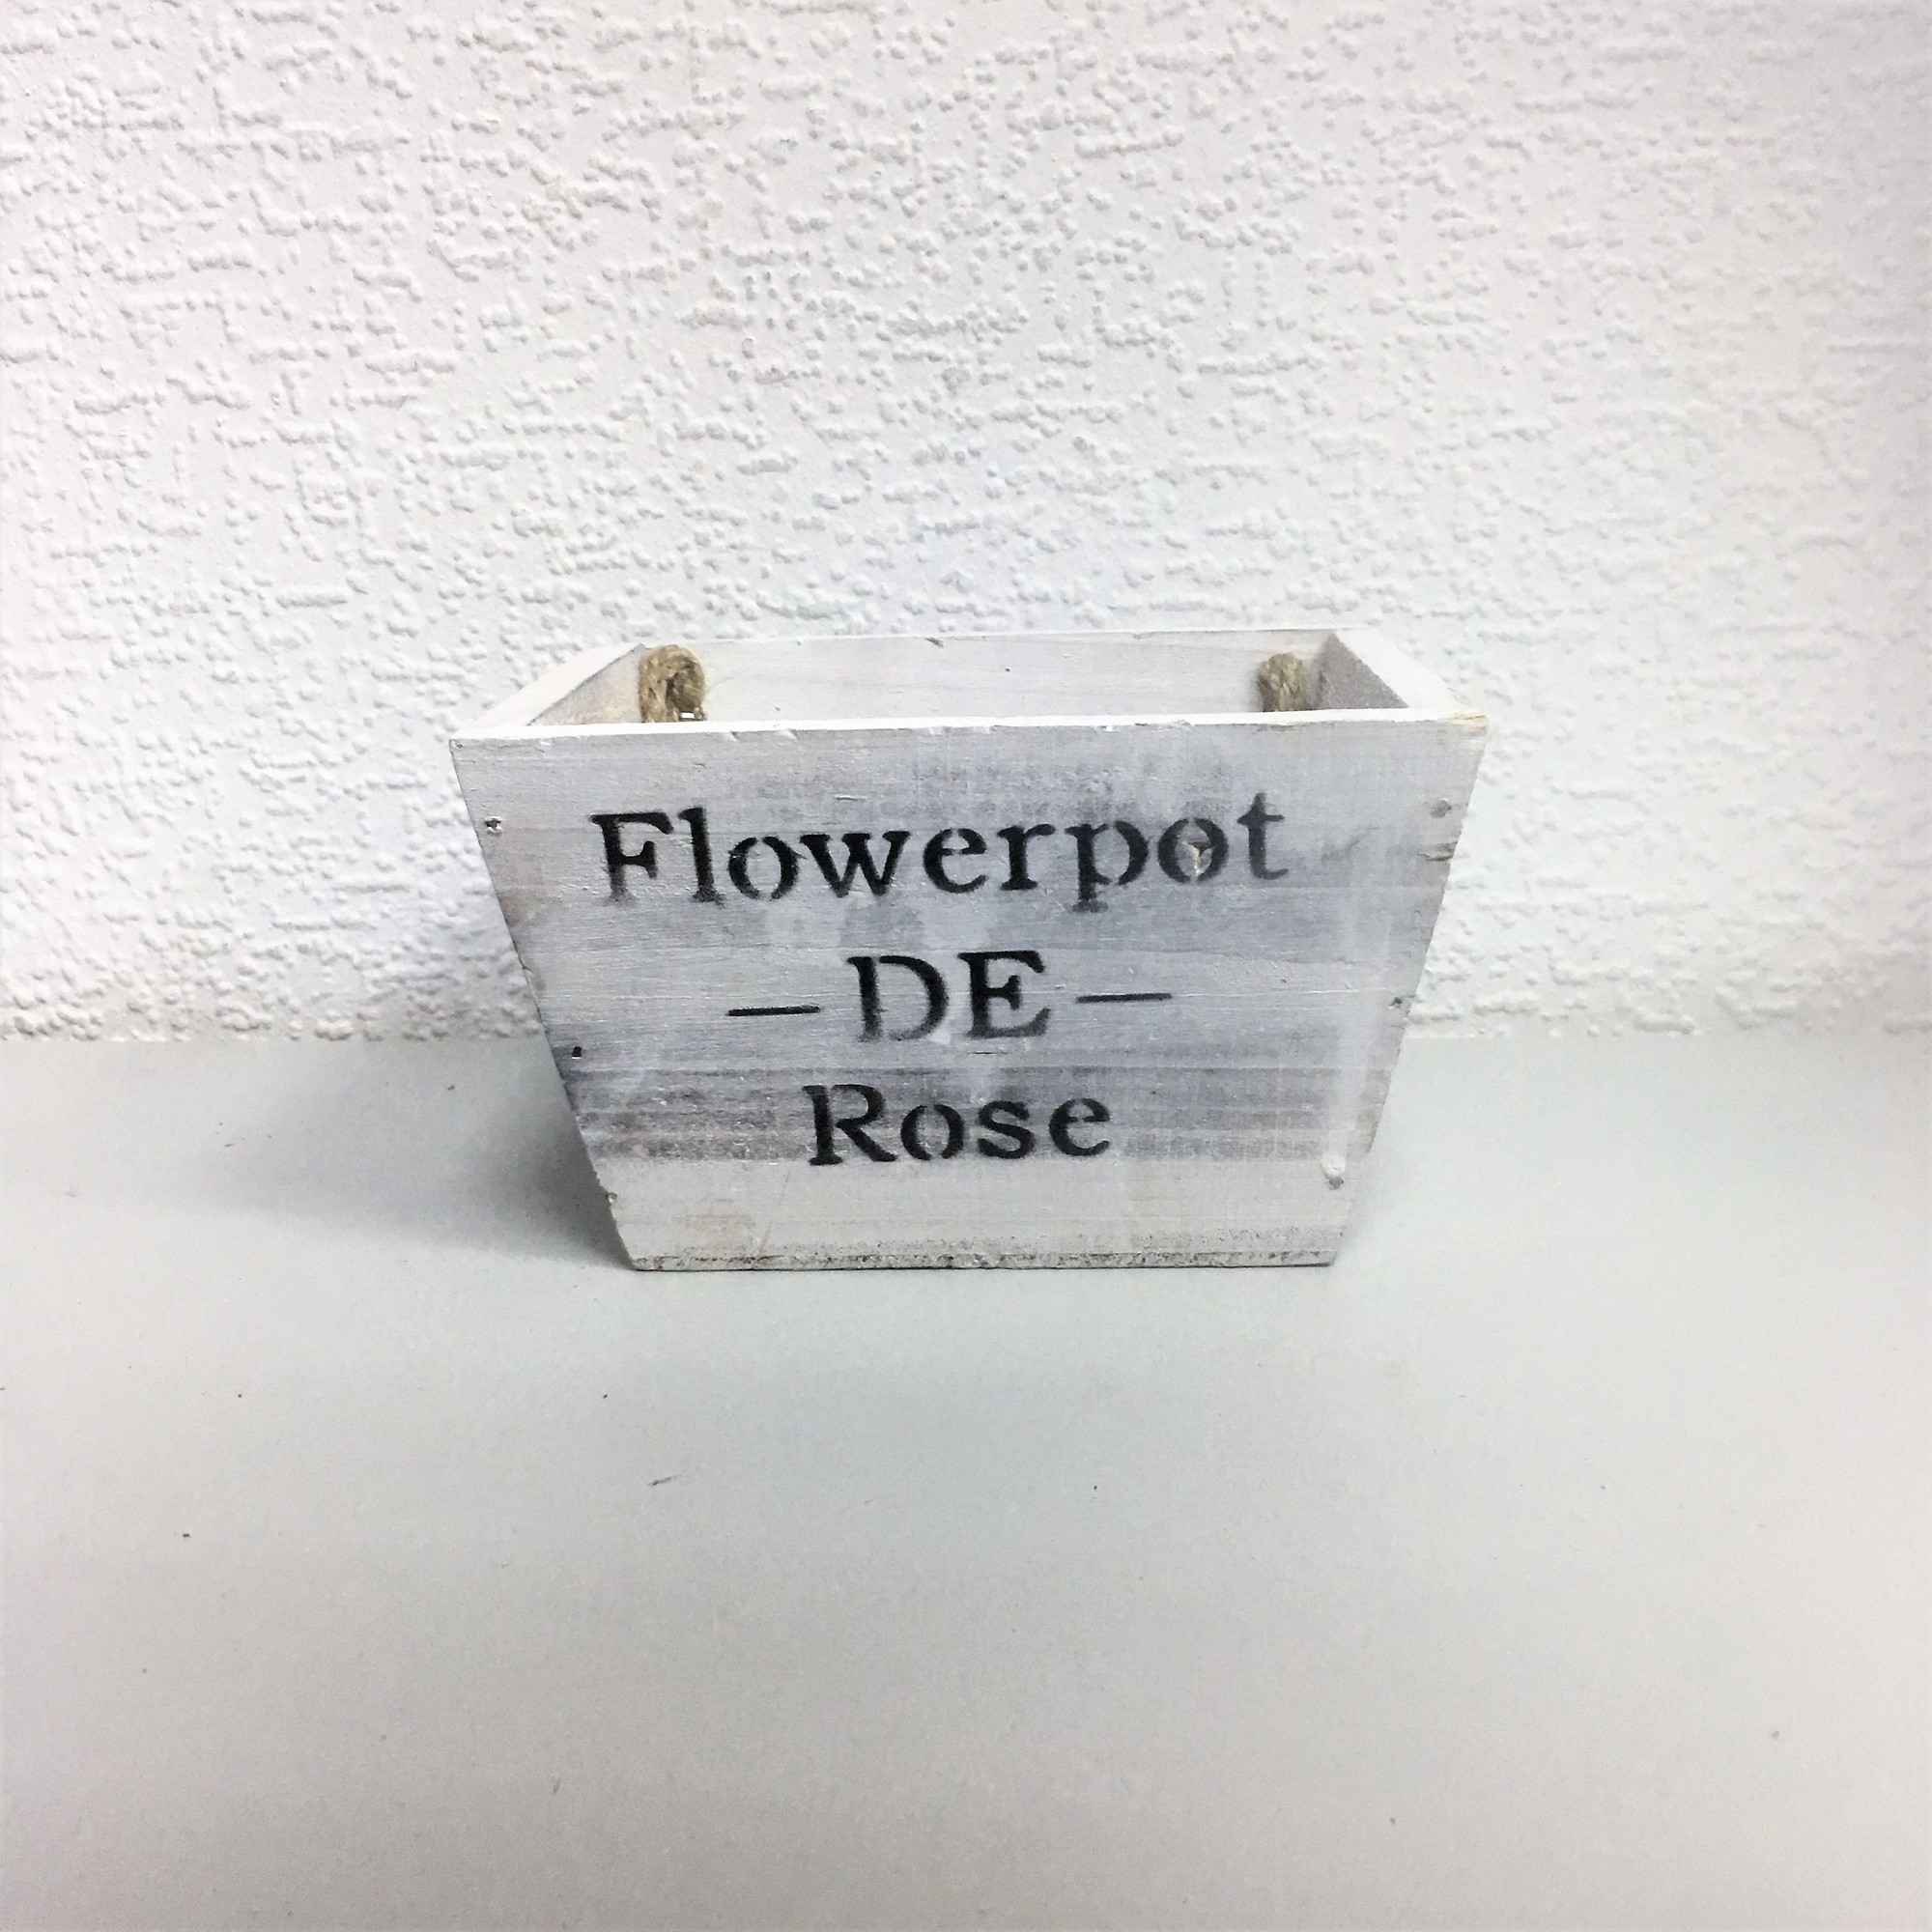 Flowerpot
— DE —
Rose